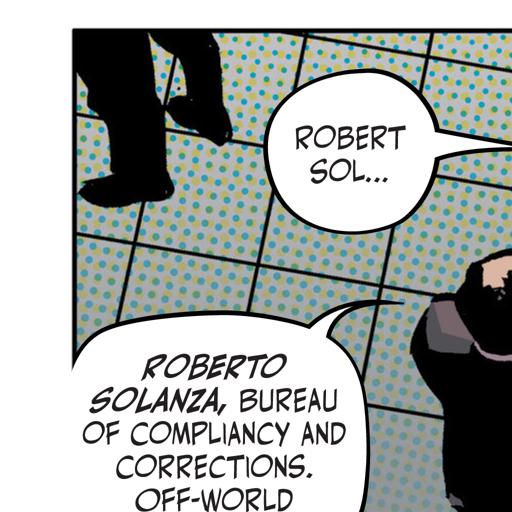 ROBERT
SOL...
ROBERTO
SOLANZA, BUREAU
OF COMPLIANCY AND
CORRECTIONS.
OFF-WORLD